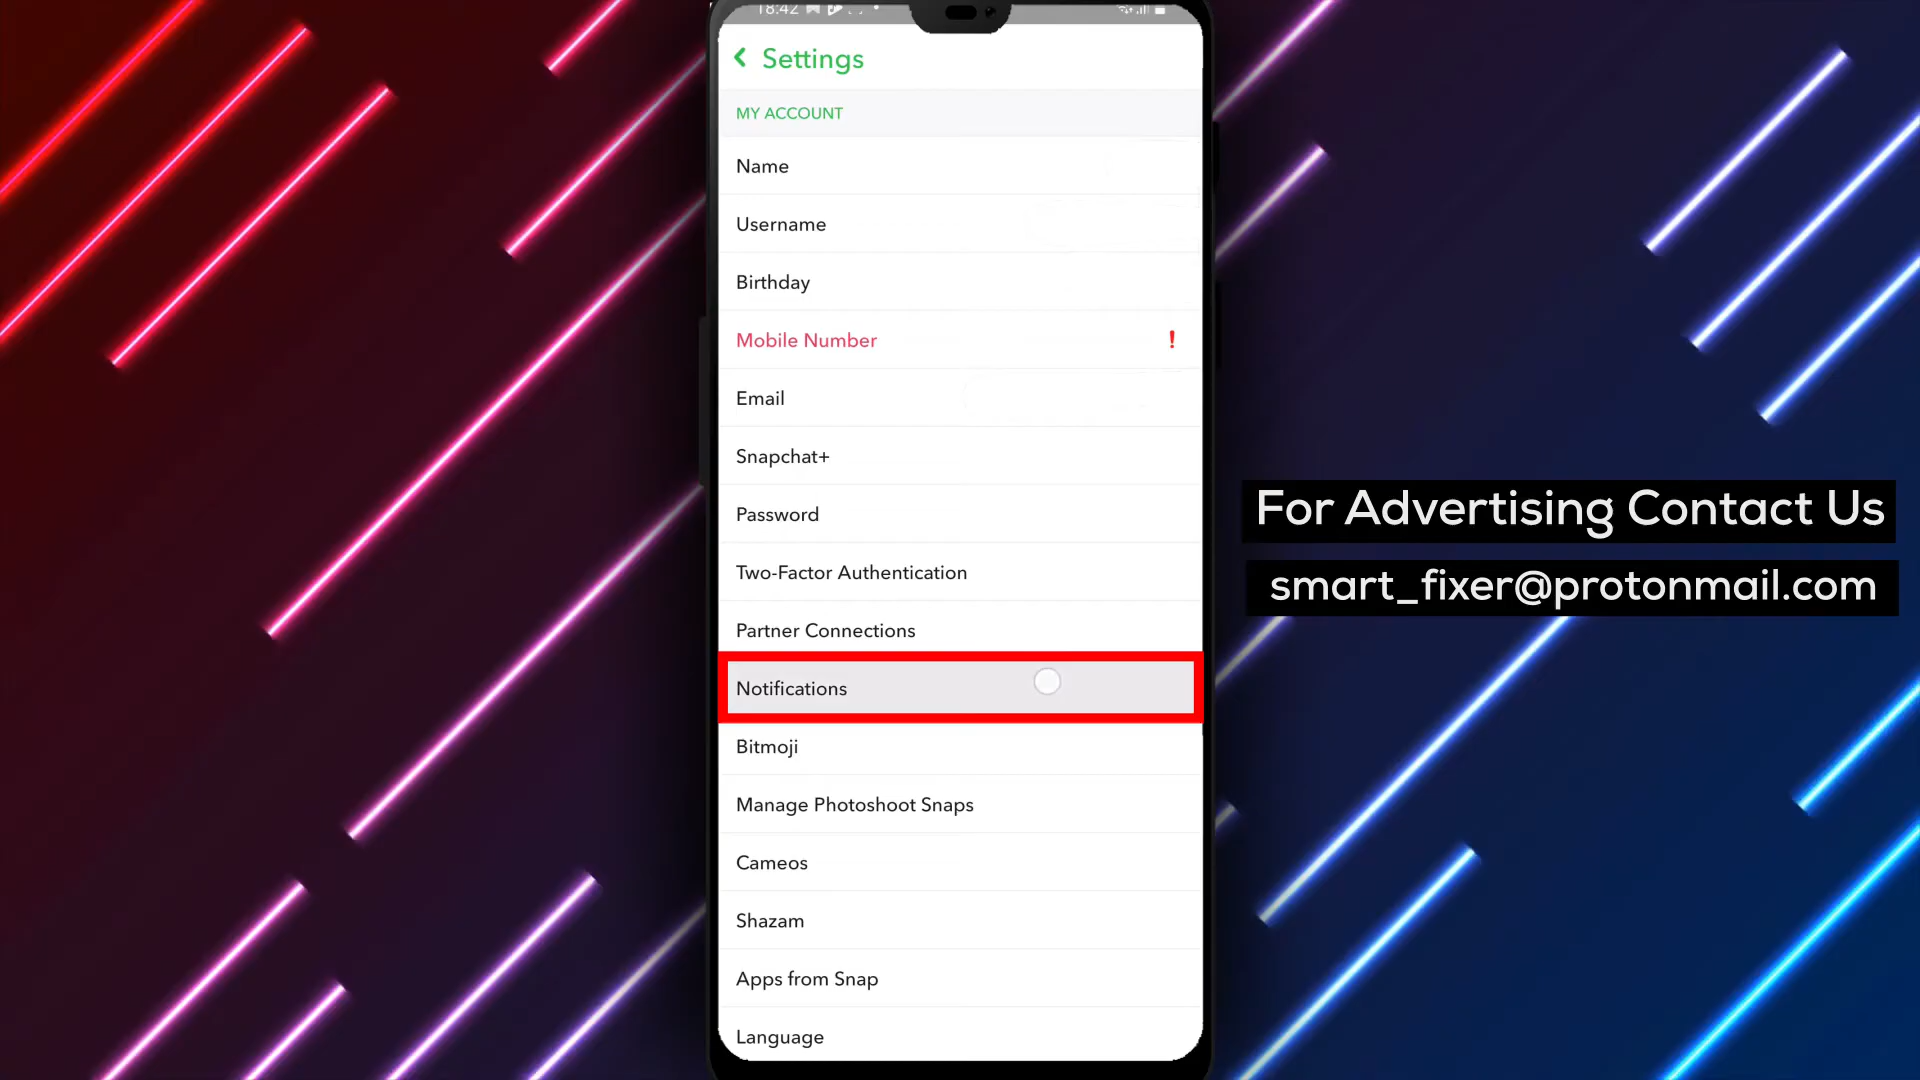 18:42
Settings
MY ACCOUNT
Name
Username
Birthday
Mobile Number !
Email
Snapchat+
Password
Two-Factor Authentication
Partner Connections
Notifications
Bitmoji
Manage Photoshoot Snaps
Cameos
Shazam
Apps from Snap
Language
For Advertising Contact Us
smart_fixer@protonmail.com